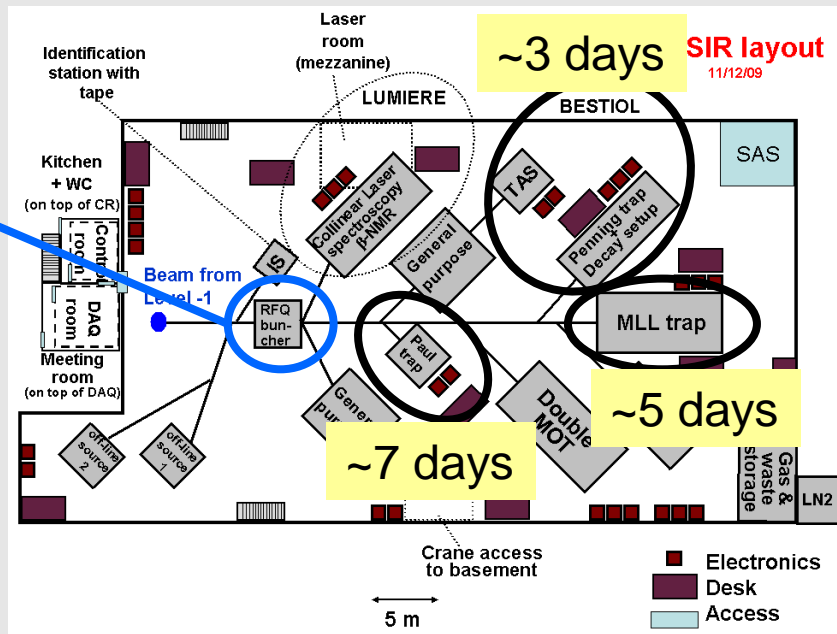 Identification
station with
tape
Laser
room
(mezzanine)
LUMIERE
~3 days
SIR layout
11/12/09
BESTIOL
SAS
Kitchen
+ WC
(on top of CR)
Control
room
DAQ
room
Meeting
room
(on top of DAQ)
Beam from
Level -1
IS
RFQ
bun-
cher
Collinear Laser
spectroscopy
β-NMR
General
purpose
TAS
Penning trap
+
Decay setup
MLL trap
Paul
trap
~5 days
~7 days
Double
MOT
off-line
source
2
off-line
source 1
Gas &
waste
storage
LN2
Crane access
to basement
5 m
Electronics
Desk
Access